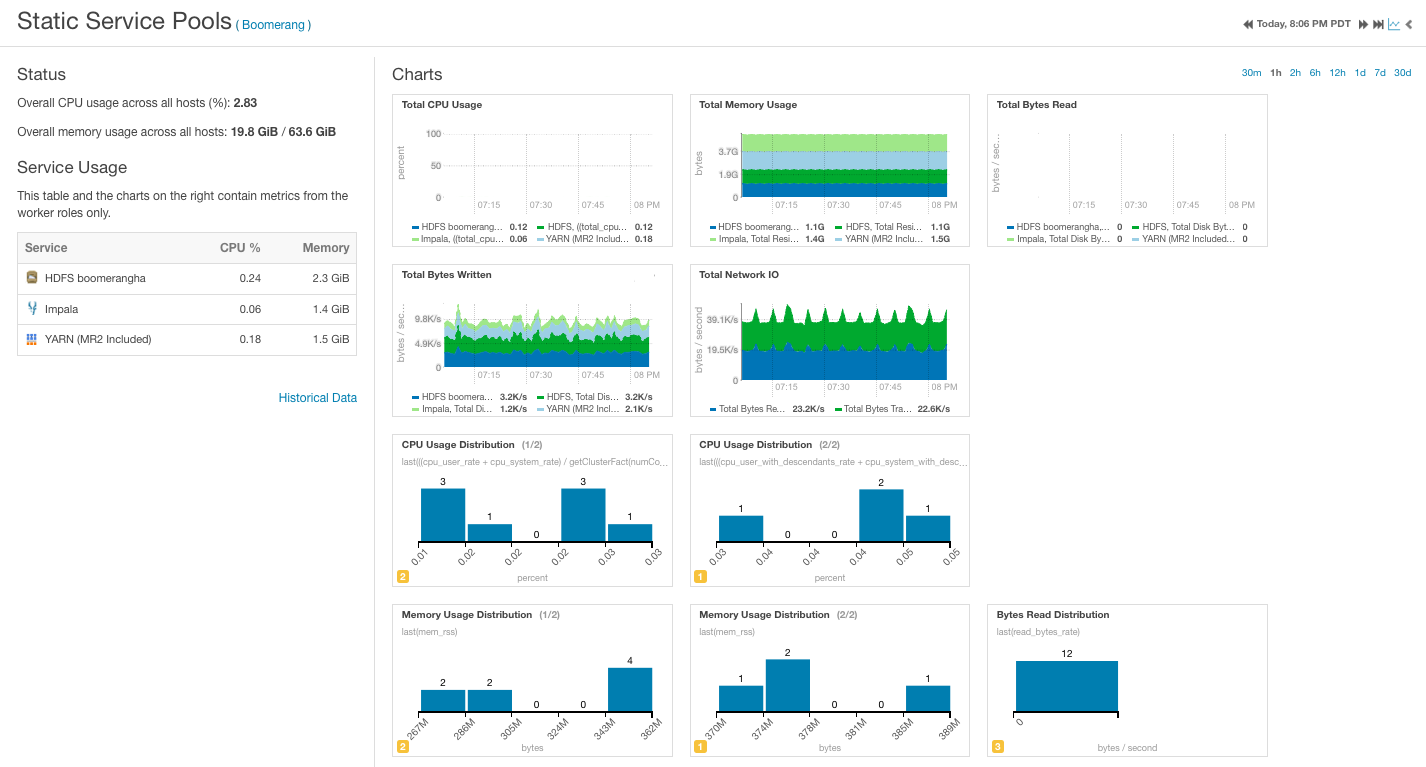 Static Service Pools ( Boomerang )
Today, 8:06 PM PDT
Status
Overall CPU usage across all hosts (%): 2.83
Overall memory usage across all hosts: 19.8 GiB / 63.6 GiB
Service Usage
This table and the charts on the right contain metrics from the
worker roles only.
Service CPU % Memory
HDFS boomerangha 0.24 2.3 GiB
Impala 0.06 1.4 GiB
YARN (MR2 Included) 0.18 1.5 GiB
Historical Data
Charts
30m 1h 2h 6h 12h 1d 7d 30d
Total CPU Usage
percent
100
50
0
07:15 07:30 07:45 08 PM
HDFS boomerang... 0.12 HDFS, ((total_cpu... 0.12
Impala, ((total_cpu... 0.06 YARN (MR2 Includ... 0.18
Total Memory Usage
bytes
3.7G
1.9G
0
07:15 07:30 07:45 08 PM
HDFS boomerang... 1.1G HDFS, Total Resi... 1.1G
Impala, Total Resi... 1.4G YARN (MR2 Inclu... 1.5G
Total Bytes Read
bytes / sec...
07:15 07:30 07:45 08 PM
HDFS boomerangha,... 0 HDFS, Total Disk Byt... 0
Impala, Total Disk By... 0 YARN (MR2 Included... 0
Total Bytes Written
bytes / sec...
9.8K/s
4.9K/s
0
07:15 07:30 07:45 08 PM
HDFS boomera... 3.2K/s HDFS, Total Dis... 3.2K/s
Impala, Total Di... 1.2K/s YARN (MR2 Incl... 2.1K/s
Total Network IO
bytes / second
39.1K/s
19.5K/s
0
07:15 07:30 07:45 08 PM
Total Bytes Re... 23.2K/s Total Bytes Tra... 22.6K/s
CPU Usage Distribution (1/2)
last(((cpu_user_rate + cpu_system_rate) / getClusterFact(numCo...
3 1 0 3 1
0.01 0.02 0.02 0.02 0.03 0.03
2 percent
CPU Usage Distribution (2/2)
last(((cpu_user_with_descendants_rate + cpu_system_with_desc...
1 0 0 2 1
0.03 0.04 0.04 0.04 0.05 0.05
1 percent
Memory Usage Distribution (1/2)
last(mem_rss)
2 2 0 0 4
267M 286M 305M 324M 343M 362M
2 bytes
Memory Usage Distribution (2/2)
last(mem_rss)
1 2 0 0 1
370M 374M 378M 381M 385M 389M
1 bytes
Bytes Read Distribution
last(read_bytes_rate)
12
0
3 bytes / second